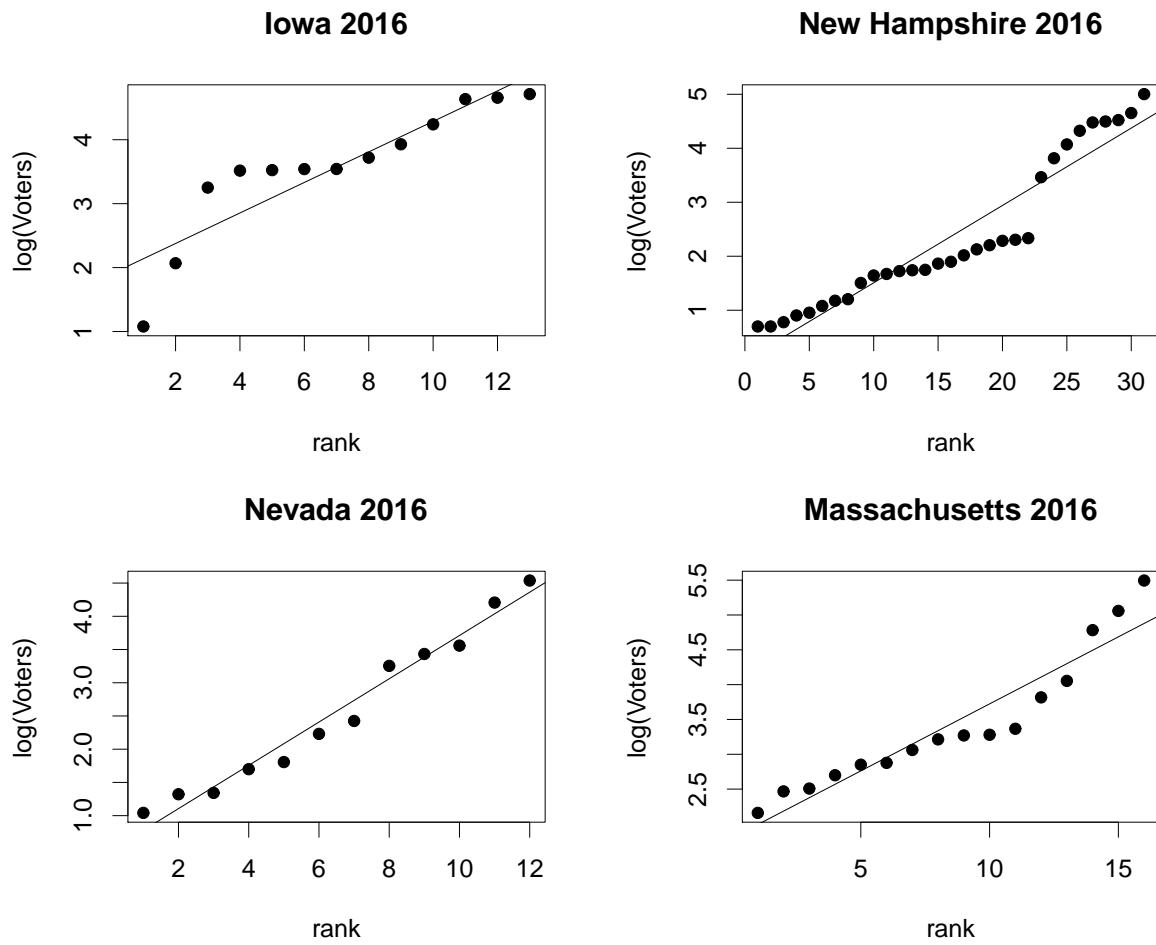 Iowa 2016
log(Voters)
4
3
2
1
2 4 6 8 10 12
rank
New Hampshire 2016
log(Voters)
5
4
3
2
1
0 5 10 15 20 25 30
rank
Nevada 2016
log(Voters)
4.0
3.0
2.0
1.0
2 4 6 8 10 12
rank
Massachusetts 2016
log(Voters)
5.5
4.5
3.5
2.5
5 10 15
rank